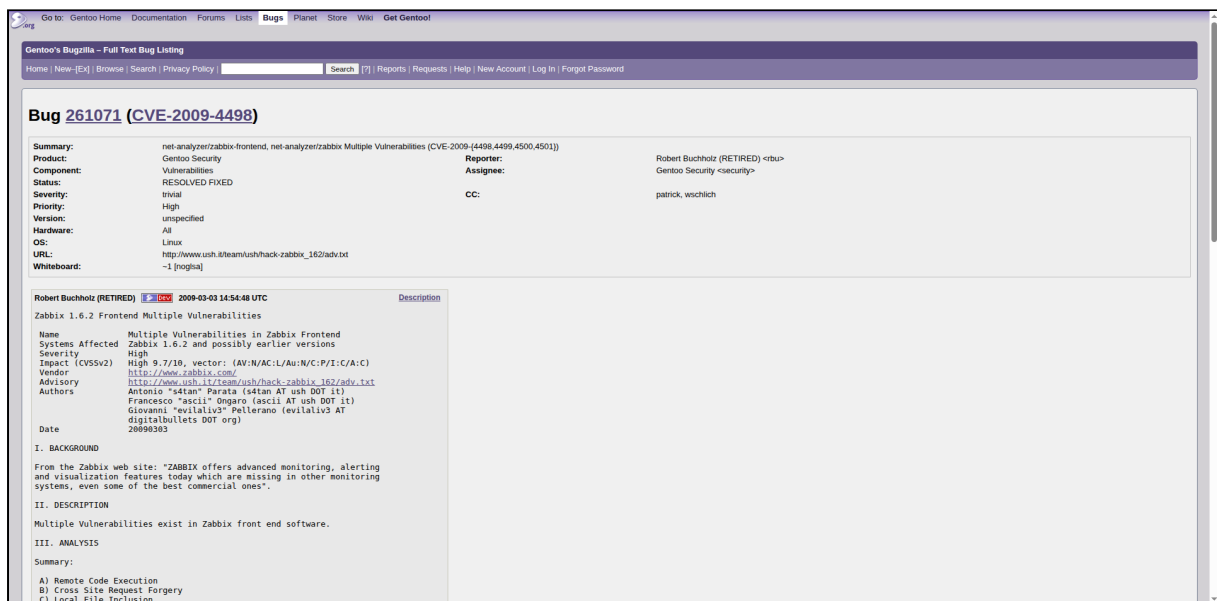 .org Go to: Gentoo Home Documentation Forums Lists Bugs Planet Store Wiki Get Gentoo!
Gentoo's Bugzilla – Full Text Bug Listing
Home | New–[Ex] | Browse | Search | Privacy Policy | Search [?] | Reports | Requests | Help | New Account | Log In | Forgot Password
Bug 261071 (CVE-2009-4498)
Summary: net-analyzer/zabbix-frontend, net-analyzer/zabbix Multiple Vulnerabilities (CVE-2009-{4498,4499,4500,4501})
Product: Gentoo Security Reporter: Robert Buchholz (RETIRED) <rbu>
Component: Vulnerabilities Assignee: Gentoo Security <security>
Status: RESOLVED FIXED
Severity: trivial CC: patrick, wschlich
Priority: High
Version: unspecified
Hardware: All
OS: Linux
URL: http://www.ush.it/team/ush/hack-zabbix_162/adv.txt
Whiteboard: ~1 [noglsa]
Robert Buchholz (RETIRED) DEV 2009-03-03 14:54:48 UTC Description
Zabbix 1.6.2 Frontend Multiple Vulnerabilities
Name Multiple Vulnerabilities in Zabbix Frontend
Systems Affected Zabbix 1.6.2 and possibly earlier versions
Severity High
Impact (CVSSv2) High 9.7/10, vector: (AV:N/AC:L/Au:N/C:P/I:C/A:C)
Vendor http://www.zabbix.com/
Advisory http://www.ush.it/team/ush/hack-zabbix_162/adv.txt
Authors Antonio "s4tan" Parata (s4tan AT ush DOT it)
Francesco "ascii" Ongaro (ascii AT ush DOT it)
Giovanni "evilaliv3" Pellerano (evilaliv3 AT
digitalbullets DOT org)
Date 20090303
I. BACKGROUND
From the Zabbix web site: "ZABBIX offers advanced monitoring, alerting
and visualization features today which are missing in other monitoring
systems, even some of the best commercial ones".
II. DESCRIPTION
Multiple Vulnerabilities exist in Zabbix front end software.
III. ANALYSIS
Summary:
A) Remote Code Execution
B) Cross Site Request Forgery
C) Local File Inclusion